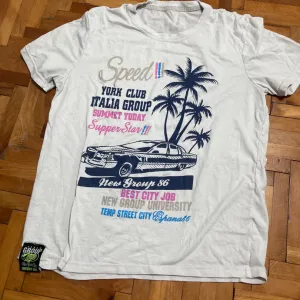 Speed!!!
YORK CLUB
ITALIA GROUP
SUMMET TODAY
SupperStar!!!
New Group 86
BEST CITY JOB
NEW GROUP UNIVERSITY
TEMP STREET CITY
GROUP